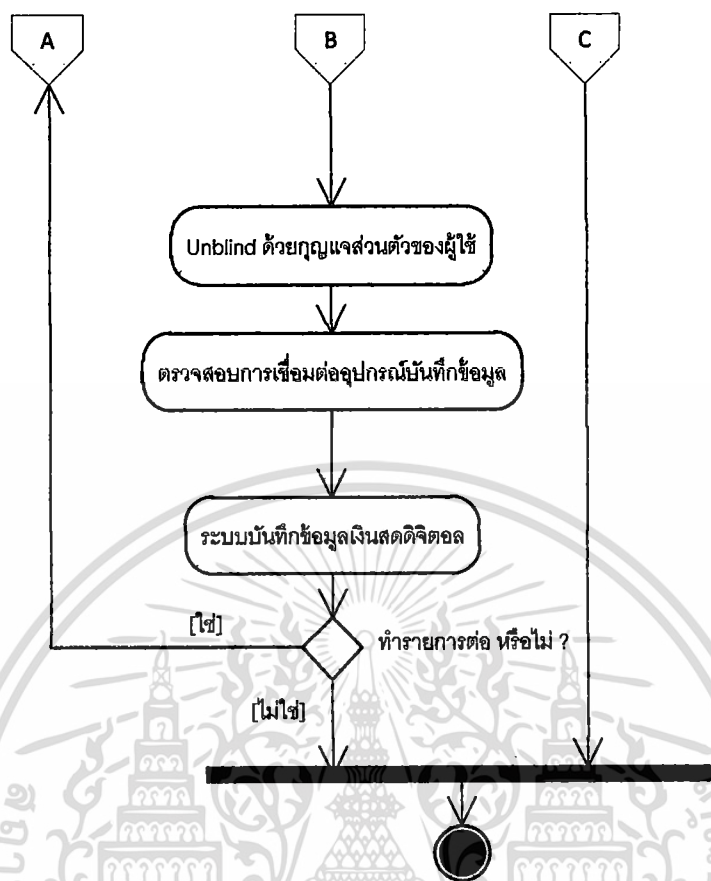 A
B
C
Unblind ด้วยกุญแจส่วนตัวของผู้ใช้
ตรวจสอบการเชื่อมต่ออุปกรณ์บันทึกข้อมูล
ระบบบันทึกข้อมูลเงินสดดิจิตอล
[ใช่]
ทำรายการต่อ หรือไม่ ?
[ไม่ใช่]